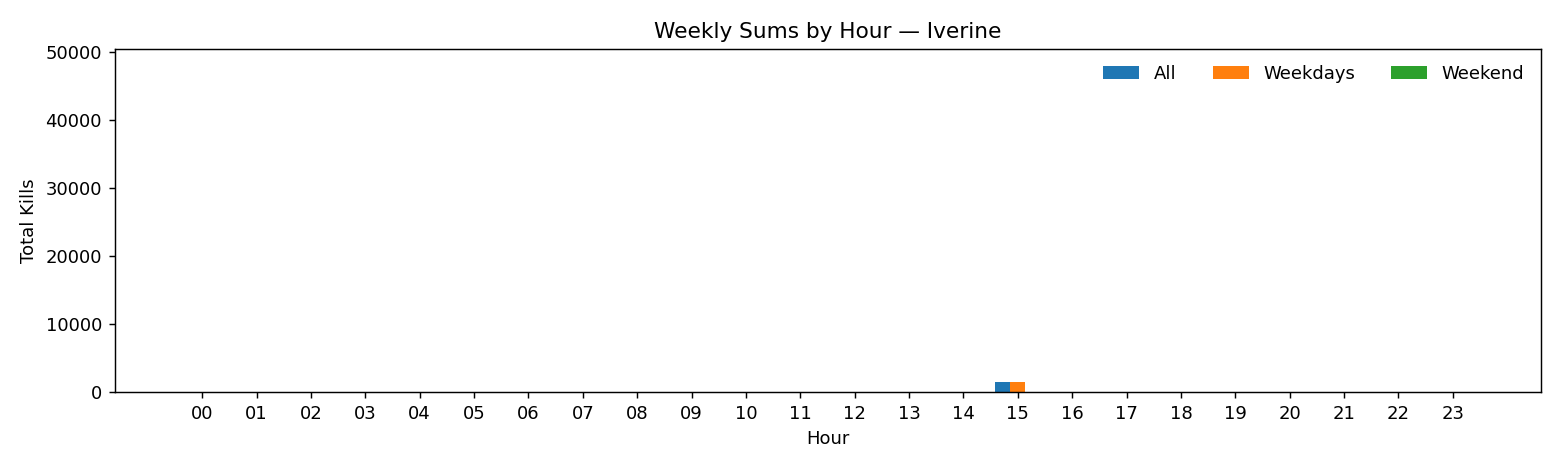 Weekly Sums by Hour — Iverine
50000
40000
30000
20000
10000
0
Total Kills
All Weekdays Weekend
00 01 02 03 04 05 06 07 08 09 10 11 12 13 14 15 16 17 18 19 20 21 22 23
Hour